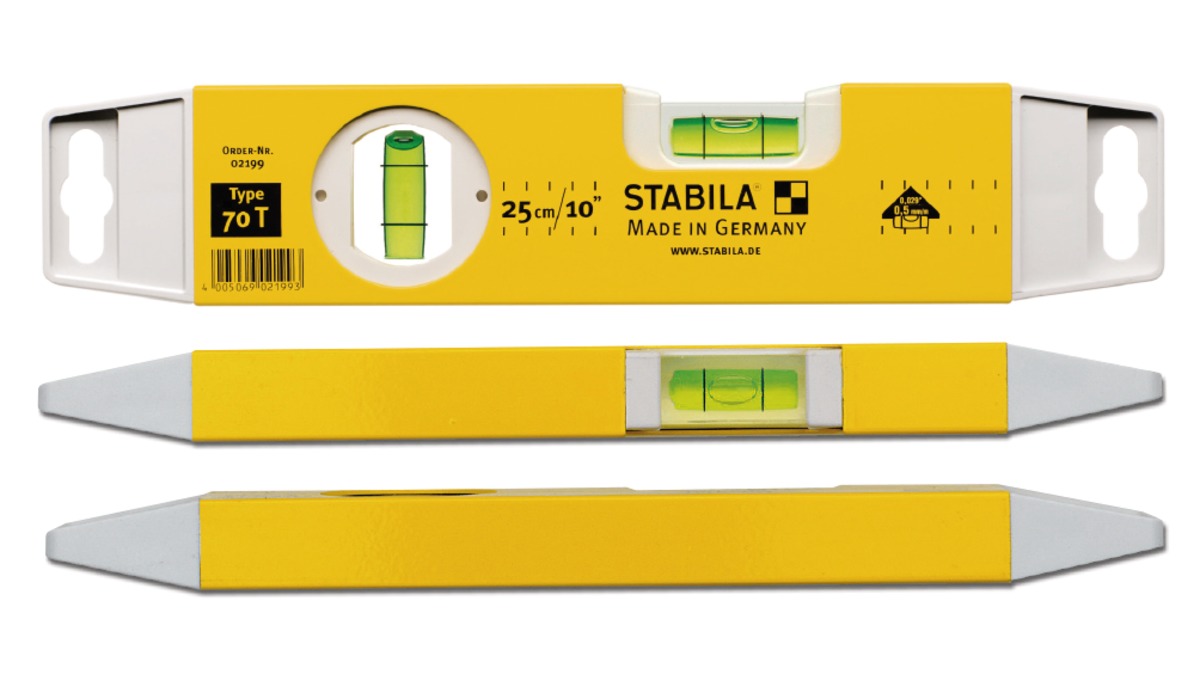 ORDER-NR.
02199
Type
70 T
4 005069 021993
25cm/10”
STABILA®
MADE IN GERMANY
WWW.STABILA.DE
0,029°
0,5 mm/m